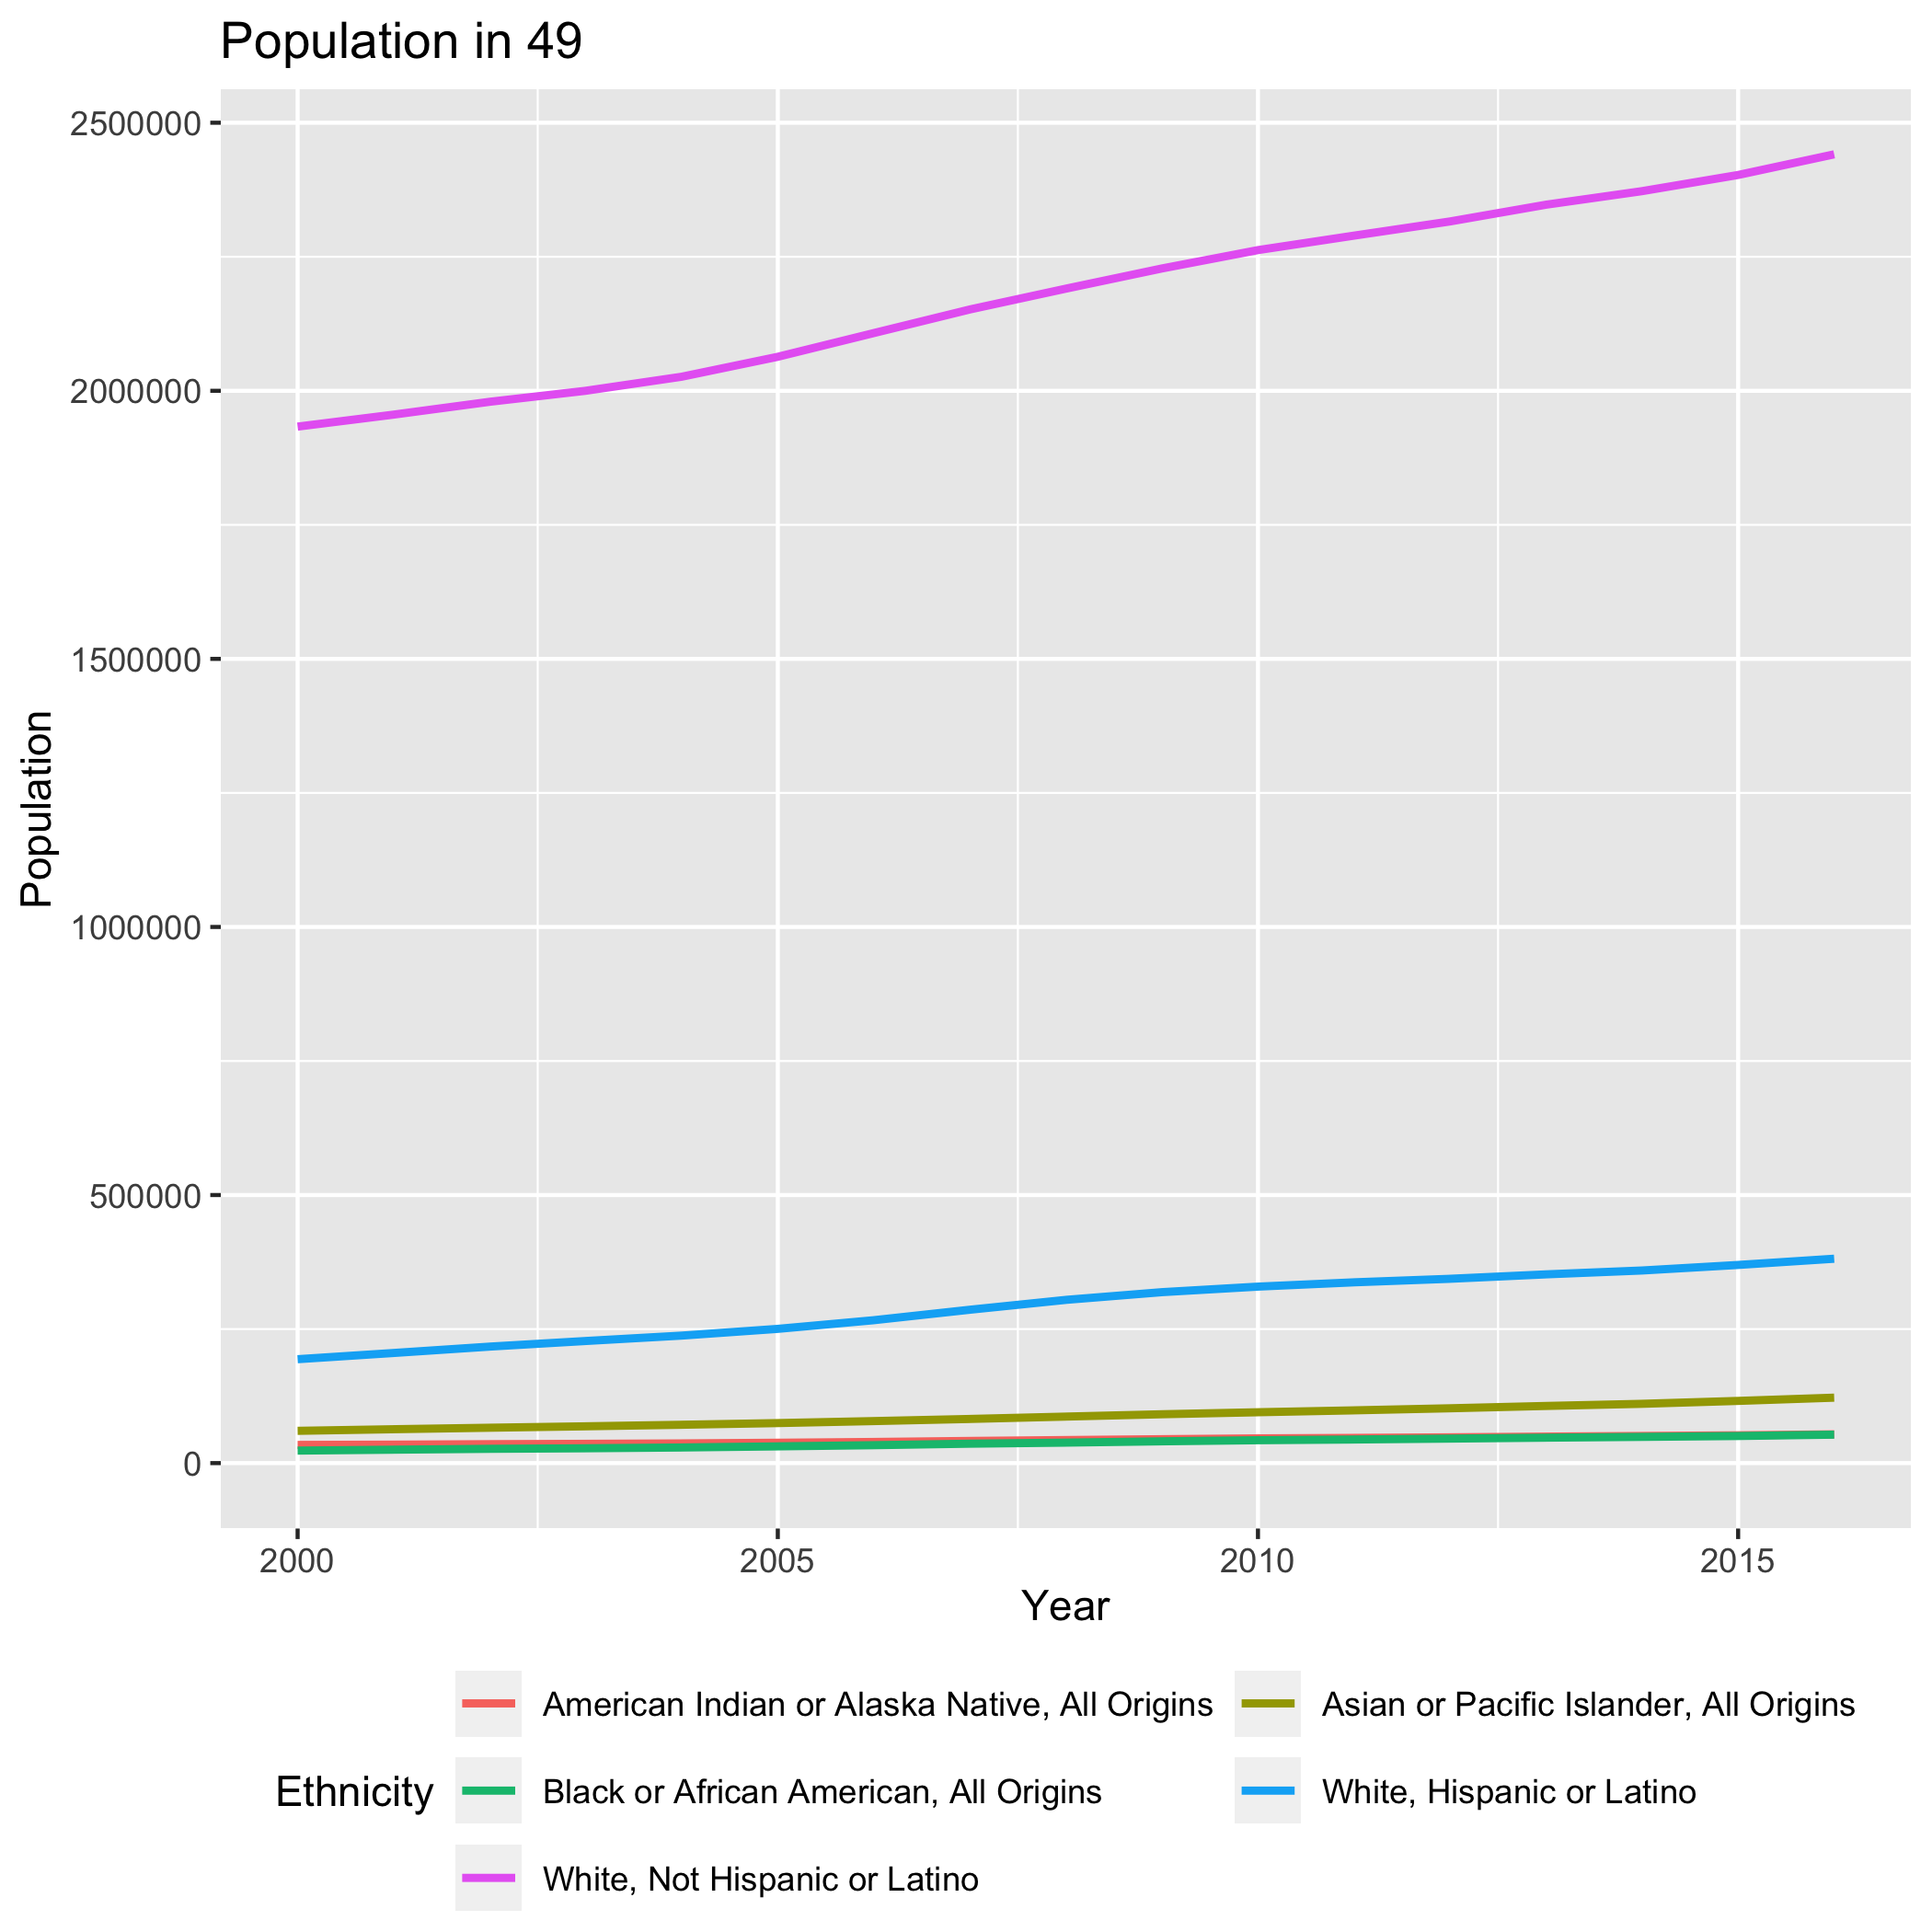 Population in 49
2500000
2000000
1500000
1000000
500000
0
Population
2000 2005 2010 2015
Year
Ethnicity
American Indian or Alaska Native, All Origins
Asian or Pacific Islander, All Origins
Black or African American, All Origins
White, Hispanic or Latino
White, Not Hispanic or Latino